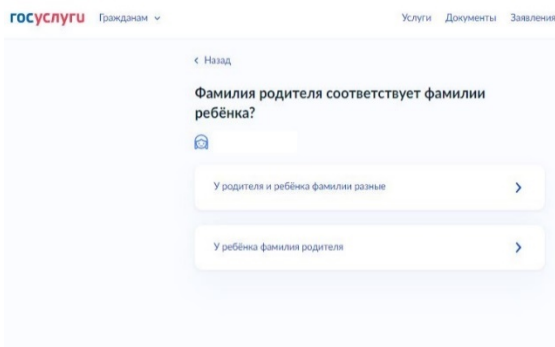 госуслуги Гражданам Услуги Документы Заявления
Назад
Фамилия родителя соответствует фамилии
ребёнка?
У родителя и ребёнка фамилии разные
У ребёнка фамилия родителя